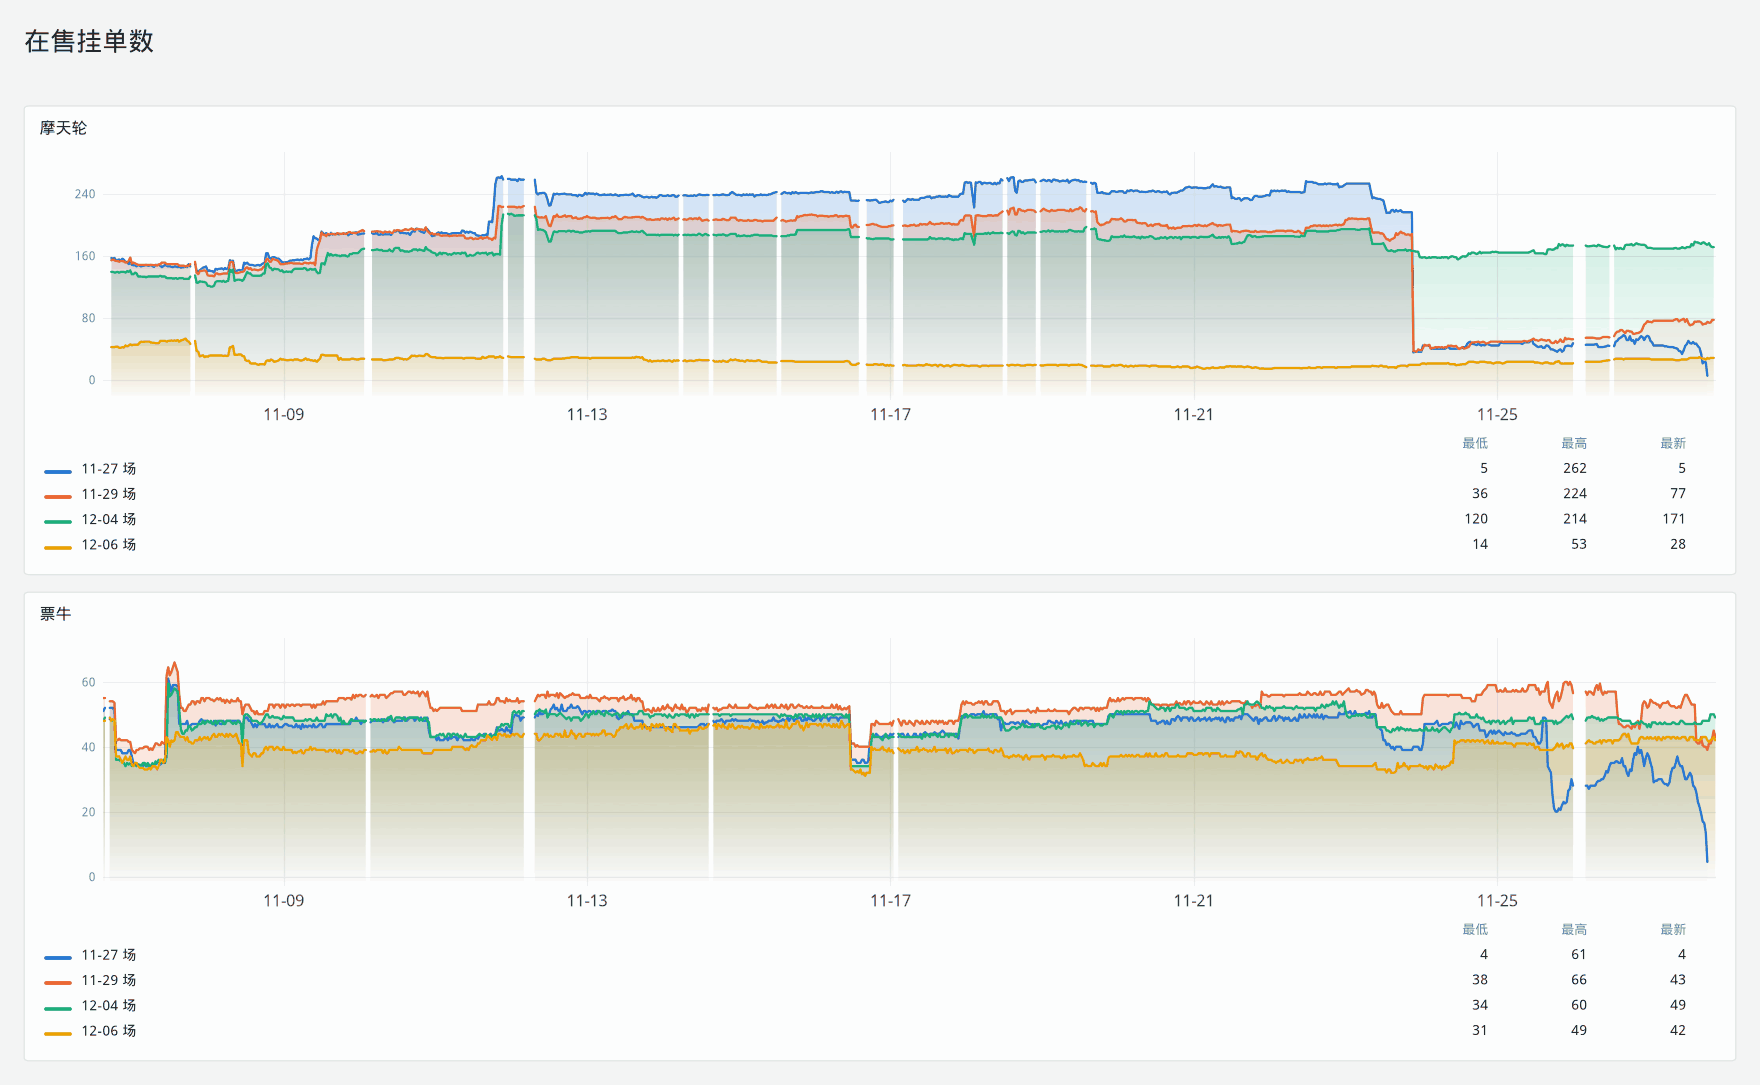 在售挂单数
摩天轮
240
160
80
0
11-09 11-13 11-17 11-21 11-25
最低 最高 最新
11-27 场 5 262 5
11-29 场 36 224 77
12-04 场 120 214 171
12-06 场 14 53 28
票牛
60
40
20
0
11-09 11-13 11-17 11-21 11-25
最低 最高 最新
11-27 场 4 61 4
11-29 场 38 66 43
12-04 场 34 60 49
12-06 场 31 49 42